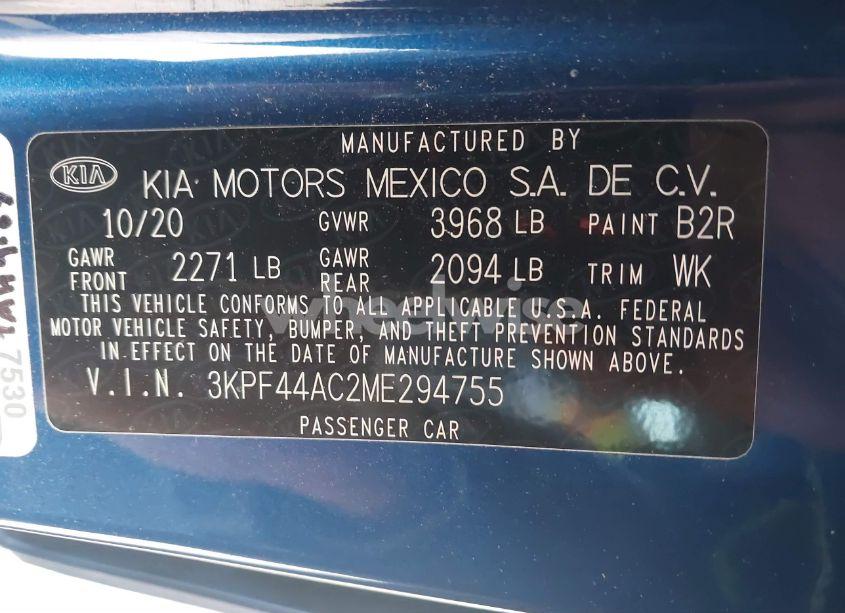 MANUFACTURED BY
KIA KIA MOTORS MEXICO S.A. DE C.V.
10/20 GVWR 3968 LB PAINT B2R
GAWR FRONT 2271 LB GAWR REAR 2094 LB TRIM WK
THIS VEHICLE CONFORMS TO ALL APPLICABLE U.S.A. FEDERAL
MOTOR VEHICLE SAFETY, BUMPER, AND THEFT PREVENTION STANDARDS
IN EFFECT ON THE DATE OF MANUFACTURE SHOWN ABOVE.
V.I.N. 3KPF44AC2ME294755
PASSENGER CAR
wheelwise
7530